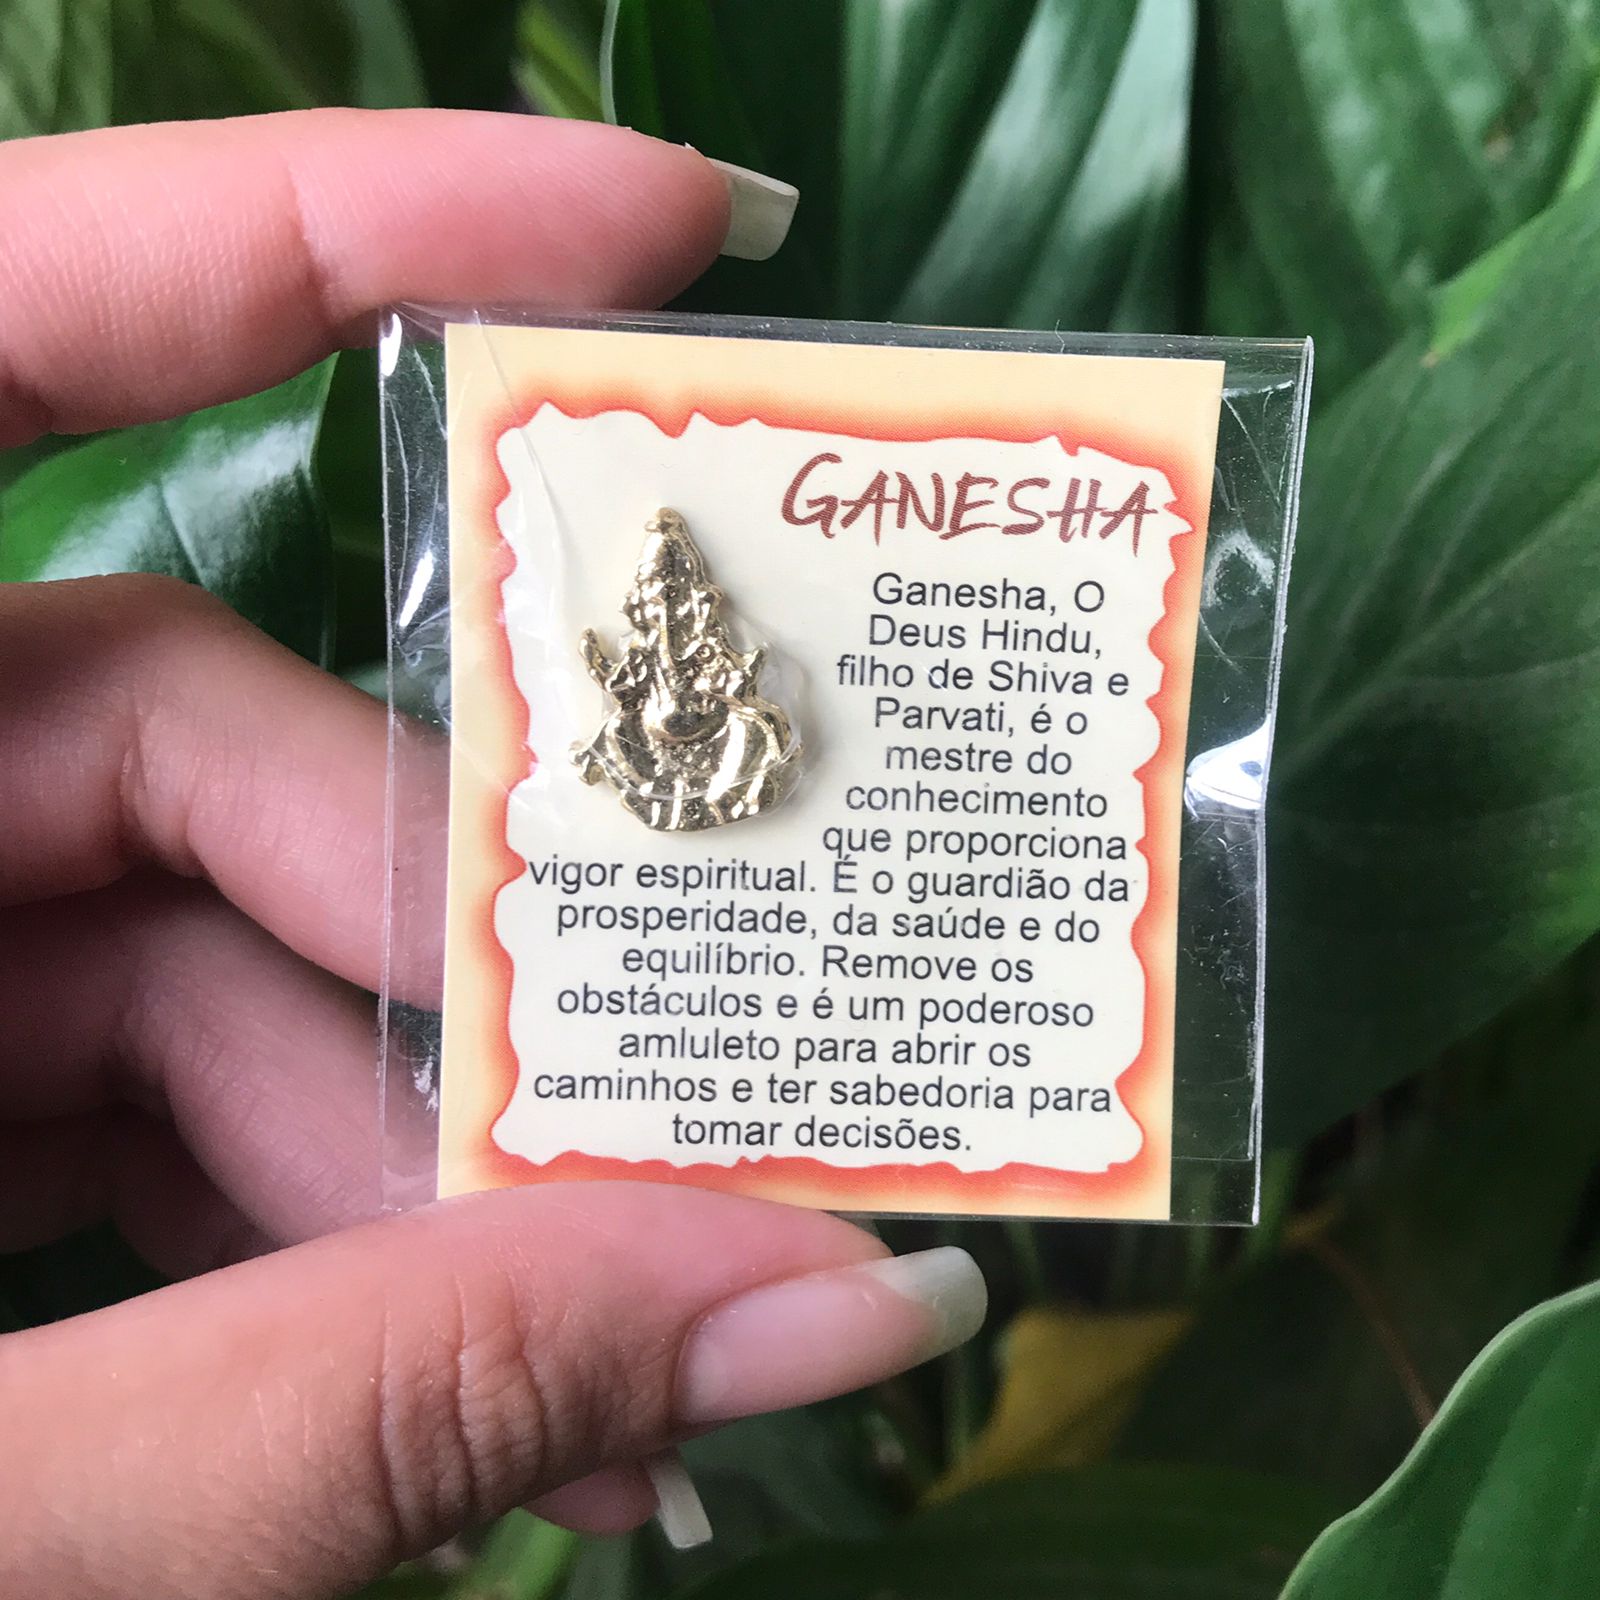 GANESHA
Ganesha, O
Deus Hindu,
filho de Shiva e
Parvati, é o
mestre do
conhecimento
que proporciona
vigor espiritual. É o guardião da
prosperidade, da saúde e do
equilíbrio. Remove os
obstáculos e é um poderoso
amluleto para abrir os
caminhos e ter sabedoria para
tomar decisões.